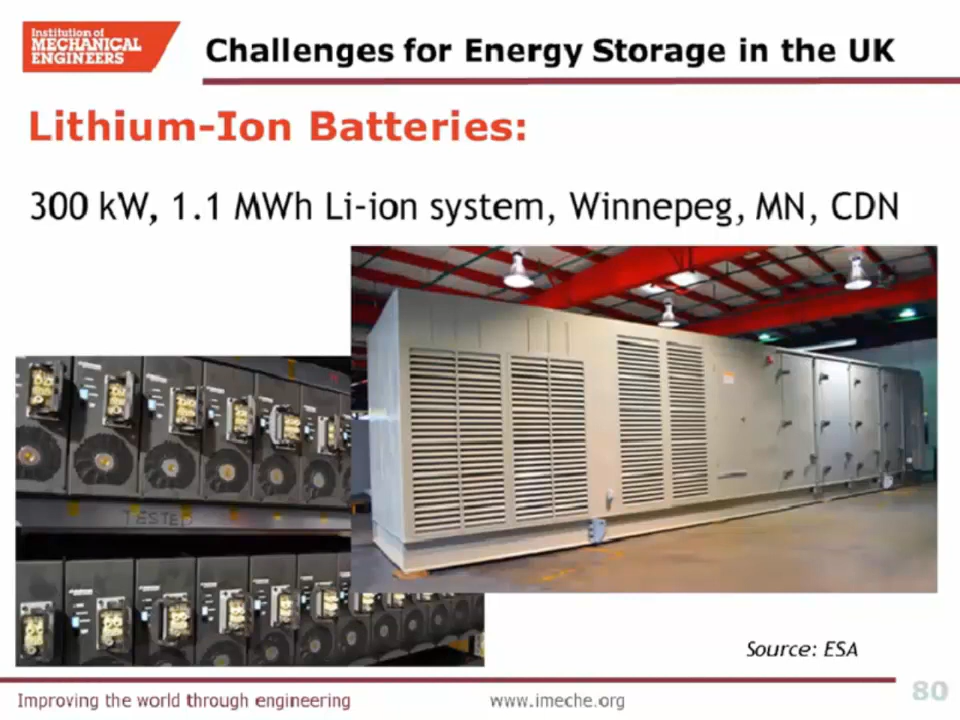 Institution of
MECHANICAL
ENGINEERS
Challenges for Energy Storage in the UK
Lithium-Ion Batteries:
300 kW, 1.1 MWh Li-ion system, Winnepeg, MN, CDN
TESTED
Source: ESA
Improving the world through engineering
www.imeche.org
80